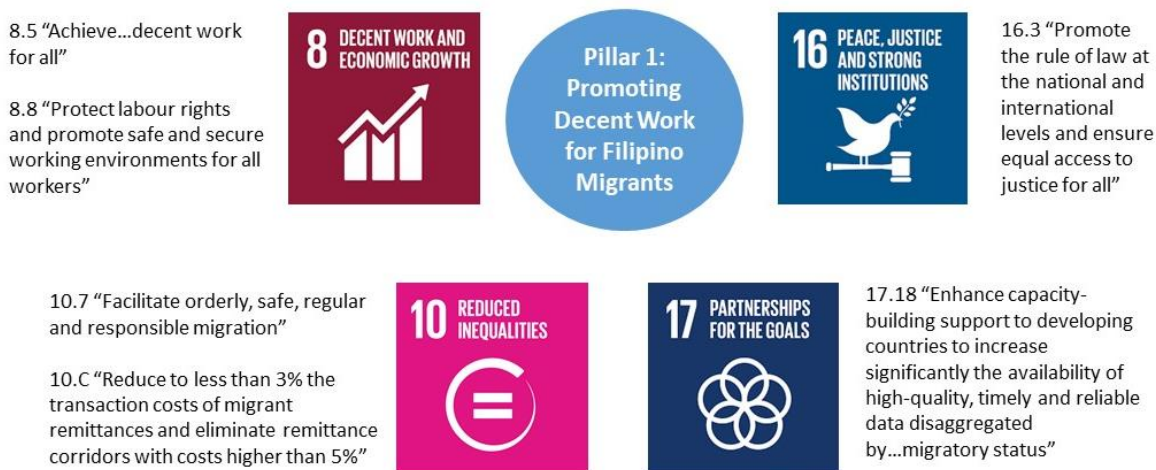 8.5 “Achieve...decent work
for all”
8.8 “Protect labour rights
and promote safe and secure
working environments for all
workers”
8 DECENT WORK AND
ECONOMIC GROWTH
Pillar 1:
Promoting
Decent Work
for Filipino
Migrants
16 PEACE, JUSTICE
AND STRONG
INSTITUTIONS
16.3 “Promote
the rule of law at
the national and
international
levels and ensure
equal access to
justice for all”
10.7 “Facilitate orderly, safe, regular
and responsible migration”
10.C “Reduce to less than 3% the
transaction costs of migrant
remittances and eliminate remittance
corridors with costs higher than 5%”
10 REDUCED
INEQUALITIES
17 PARTNERSHIPS
FOR THE GOALS
17.18 “Enhance capacity-
building support to developing
countries to increase
significantly the availability of
high-quality, timely and reliable
data disaggregated
by...migratory status”